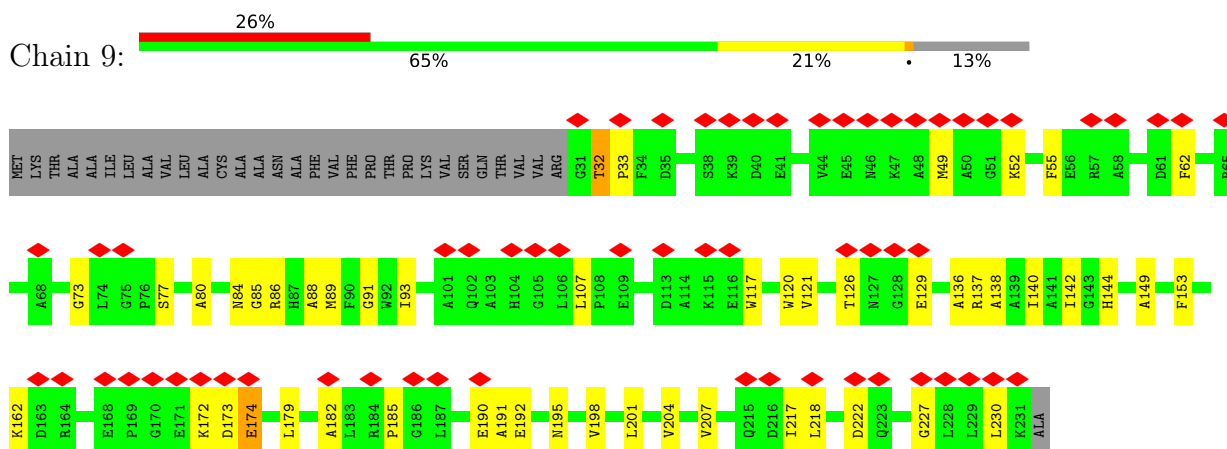 26%
Chain 9:
65% 21% • 13%
MET LYS THR ALA ALA ILE LEU ALA VAL LEU ALA CYS ALA ALA ASN ALA PHE VAL PHE PRO THR PRO LYS VAL SER GLN THR VAL VAL ARG G31 T32 P33 F34 D35 S38 K39 D40 E41 V44 E45 N46 K47 A48 M49 A50 G51 K52 F55 E56 R57 A58 D61 F62
A68 G73 L74 G75 P76 S77 A80 N84 G85 R86 H87 A88 M89 F90 G91 W92 I93 A101 Q102 A103 H104 G105 L106 L107 P108 E109 D113 A114 K115 E116 W117 W120 V121 T126 N127 G128 E129 A136 R137 A138 A139 I140 A141 I142 G143 H144 A149 F153
K162 D163 R164 E168 P169 G170 E171 K172 D173 E174 L179 A182 L183 R184 P185 G186 L187 E190 A191 E192 N195 V198 L201 V204 V207 Q215 D216 I217 L218 D222 Q223 G227 L228 L229 L230 K231 ALA